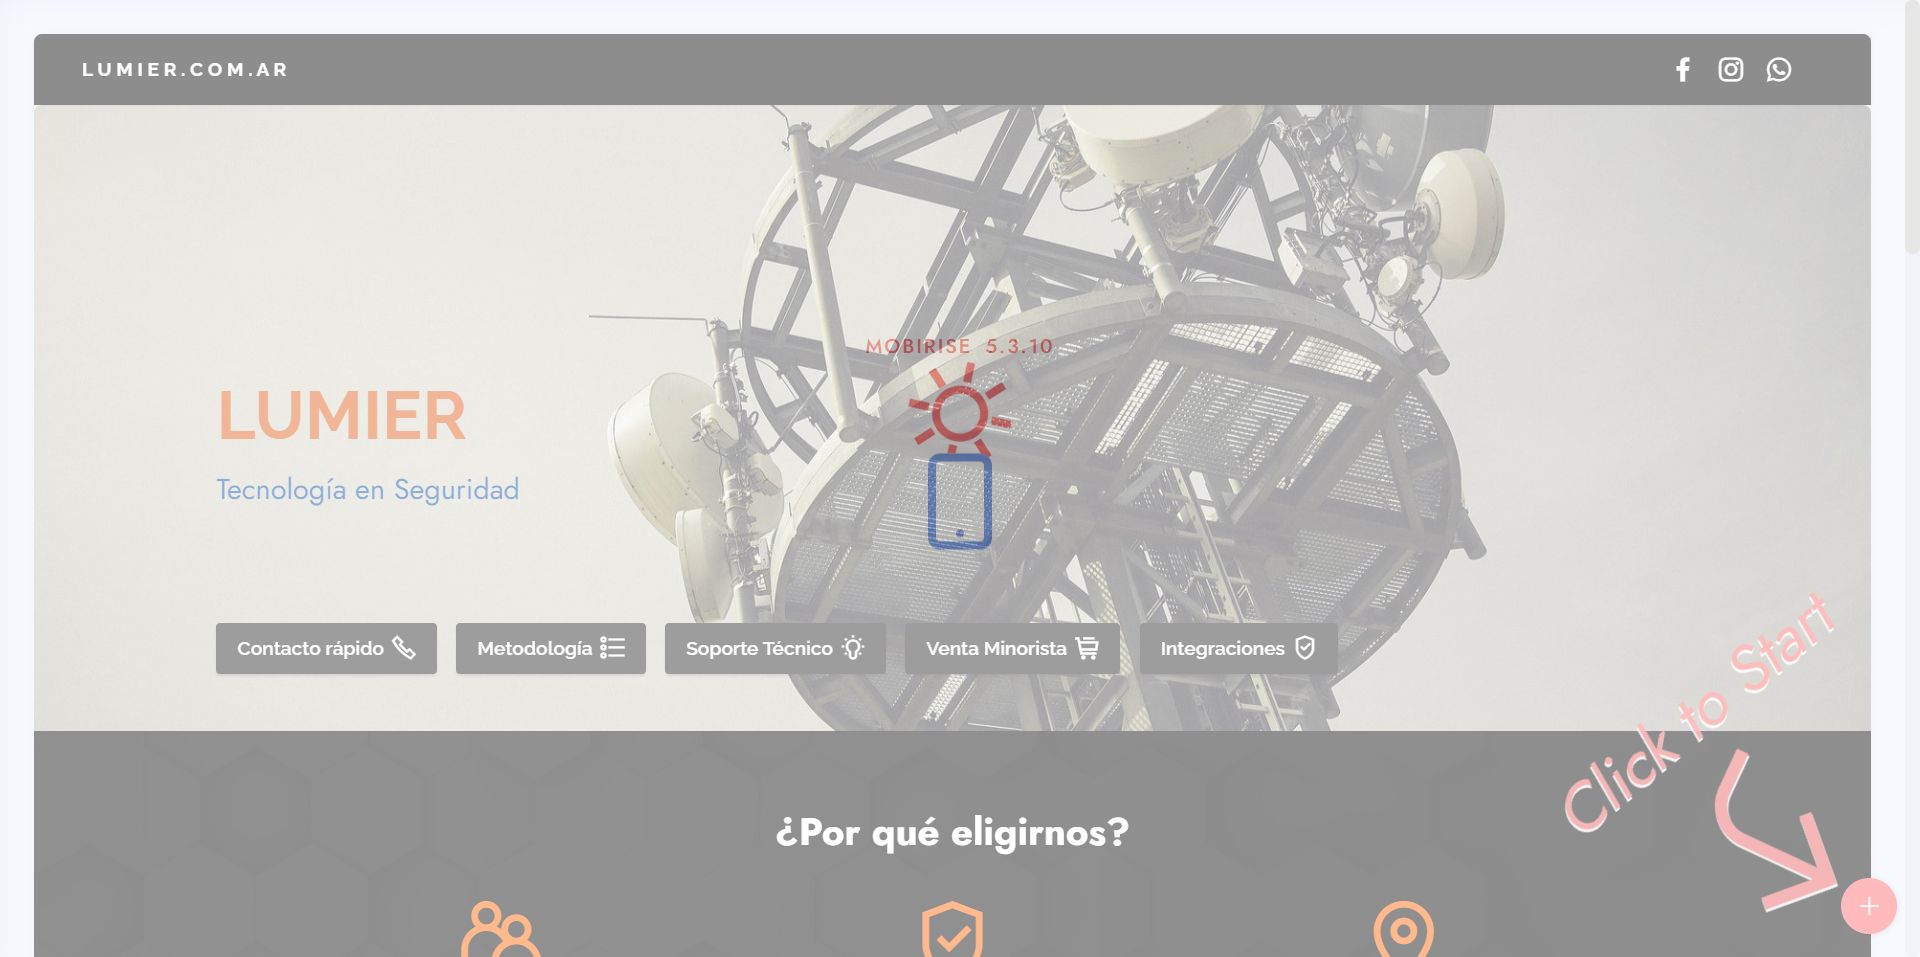 LUMIER.COM.AR
MOBIRISE 5.3.10
LUMIER
Tecnología en Seguridad
Contacto rápido
Metodología
Soporte Técnico
Venta Minorista
Integraciones
Click to Start
¿Por qué eligirnos?